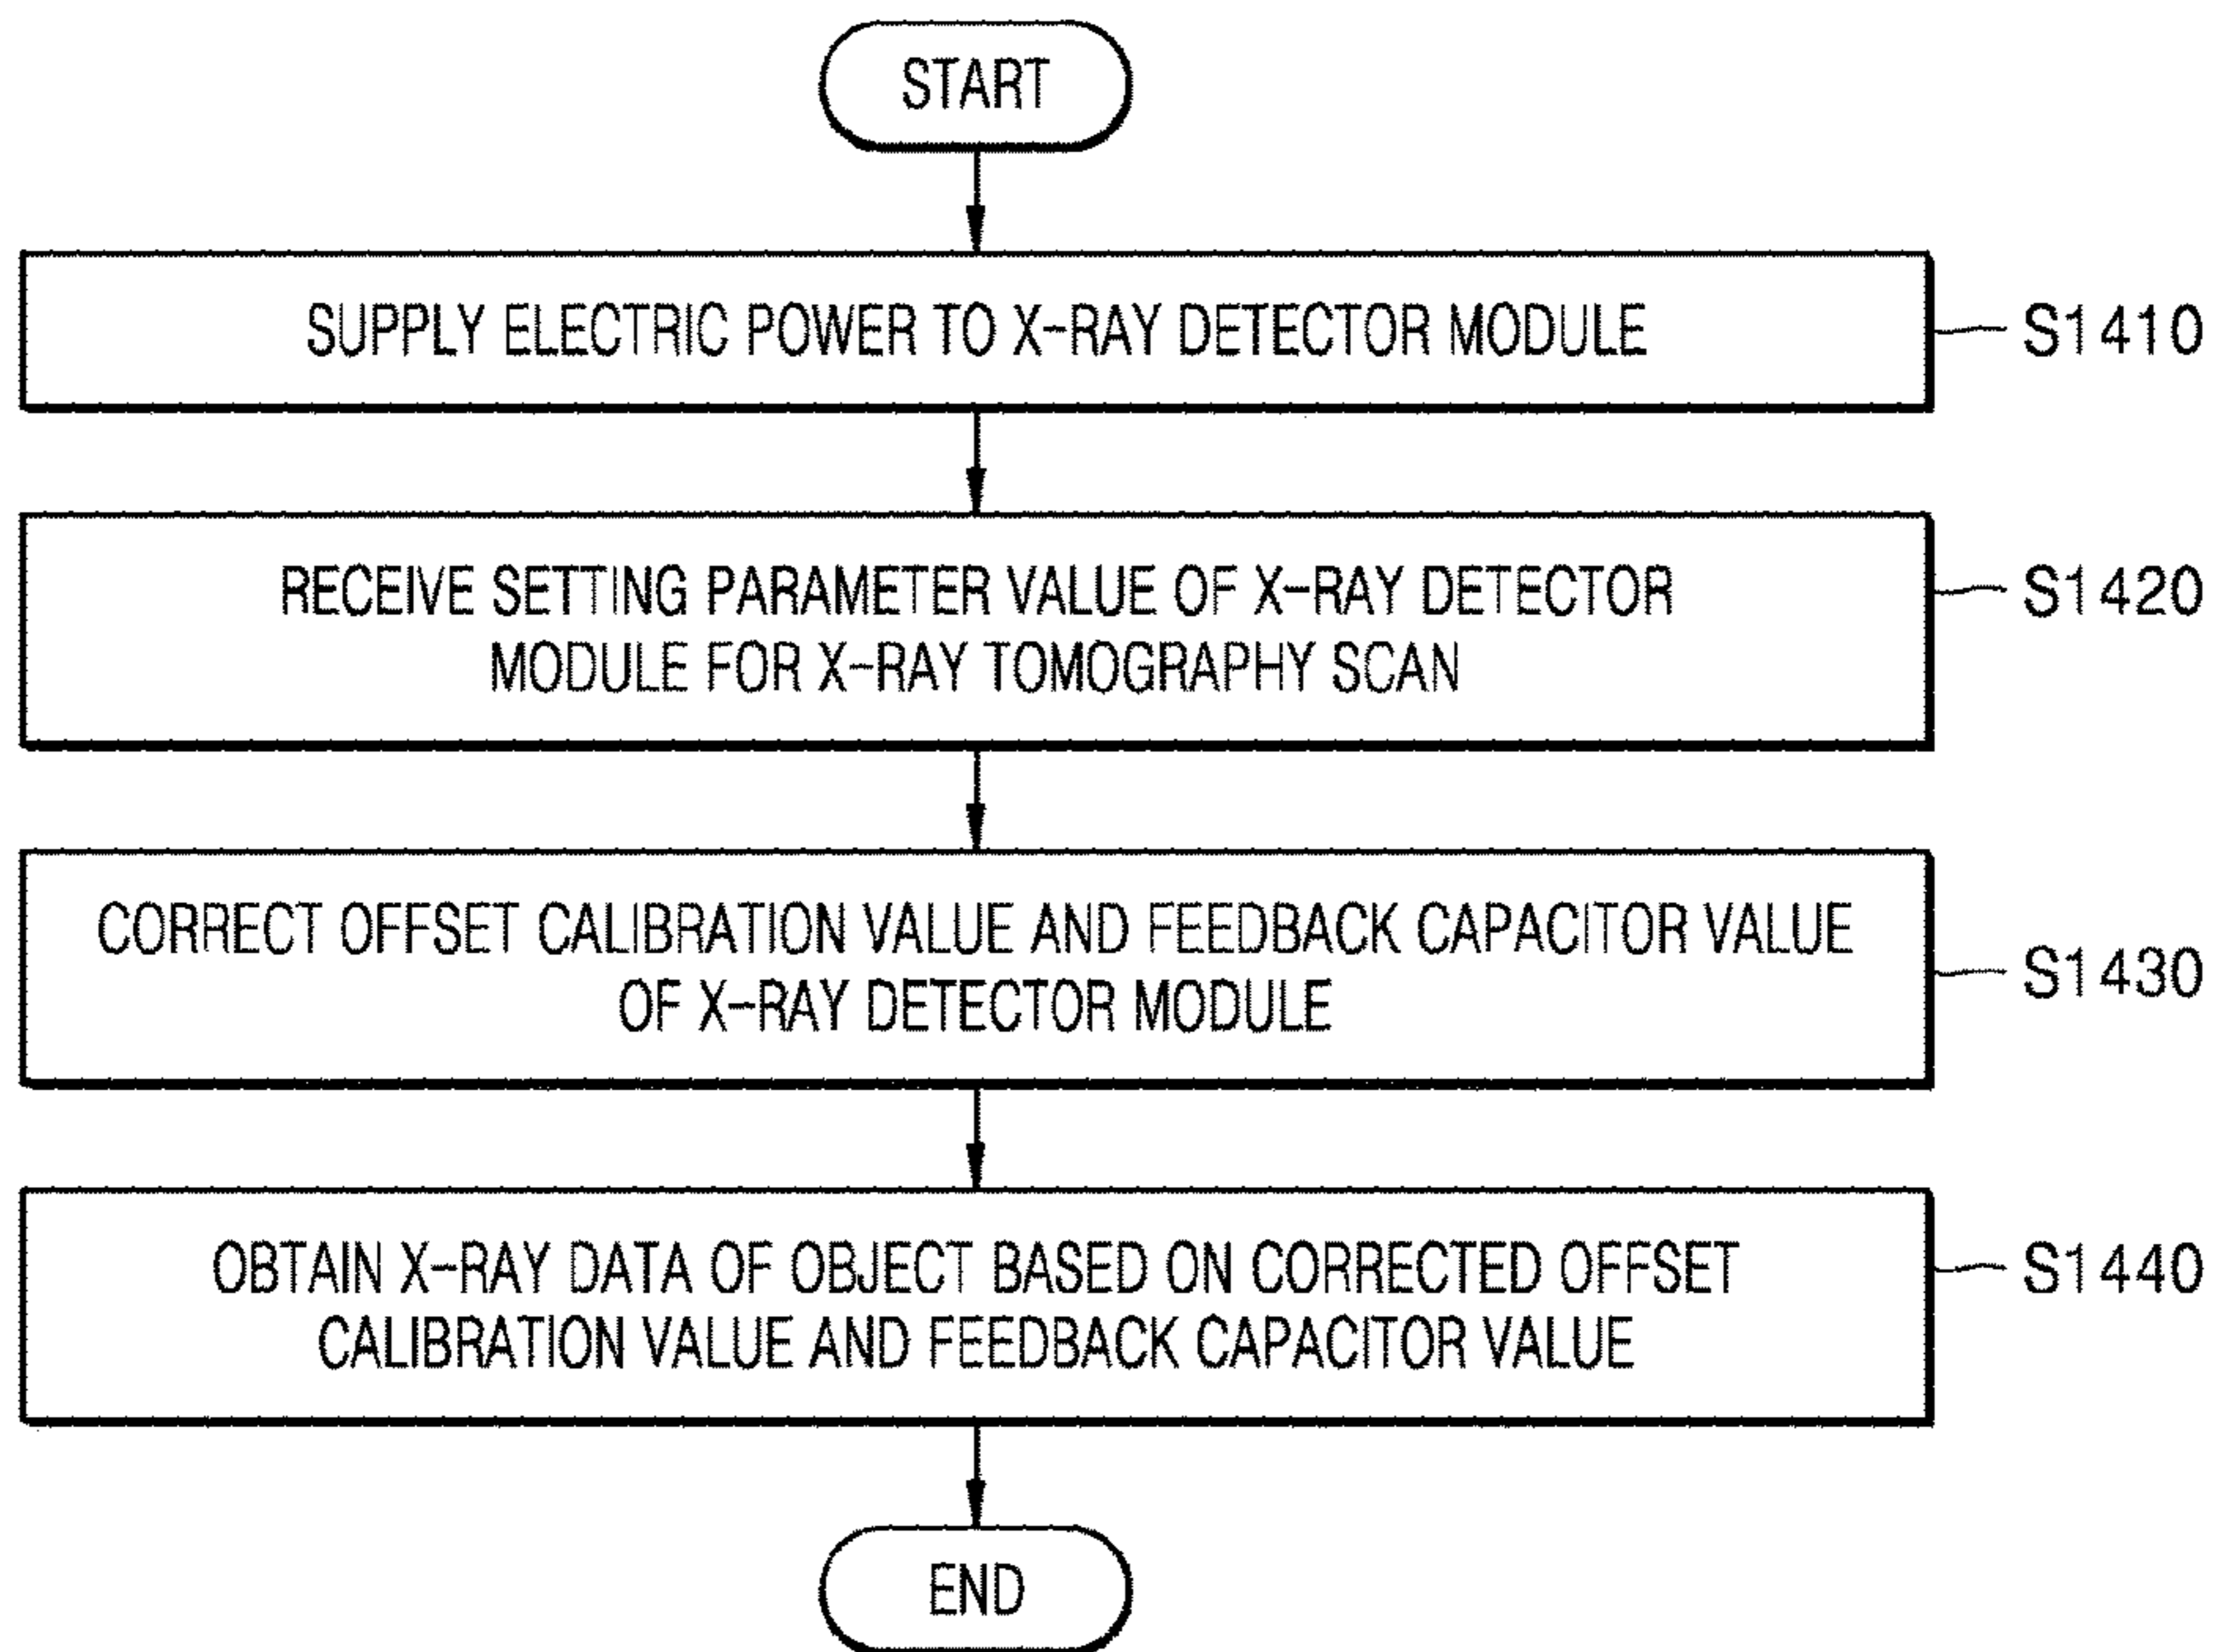 START
SUPPLY ELECTRIC POWER TO X-RAY DETECTOR MODULE
S1410
RECEIVE SETTING PARAMETER VALUE OF X-RAY DETECTOR
MODULE FOR X-RAY TOMOGRAPHY SCAN
S1420
CORRECT OFFSET CALIBRATION VALUE AND FEEDBACK CAPACITOR VALUE
OF X-RAY DETECTOR MODULE
S1430
OBTAIN X-RAY DATA OF OBJECT BASED ON CORRECTED OFFSET
CALIBRATION VALUE AND FEEDBACK CAPACITOR VALUE
S1440
END